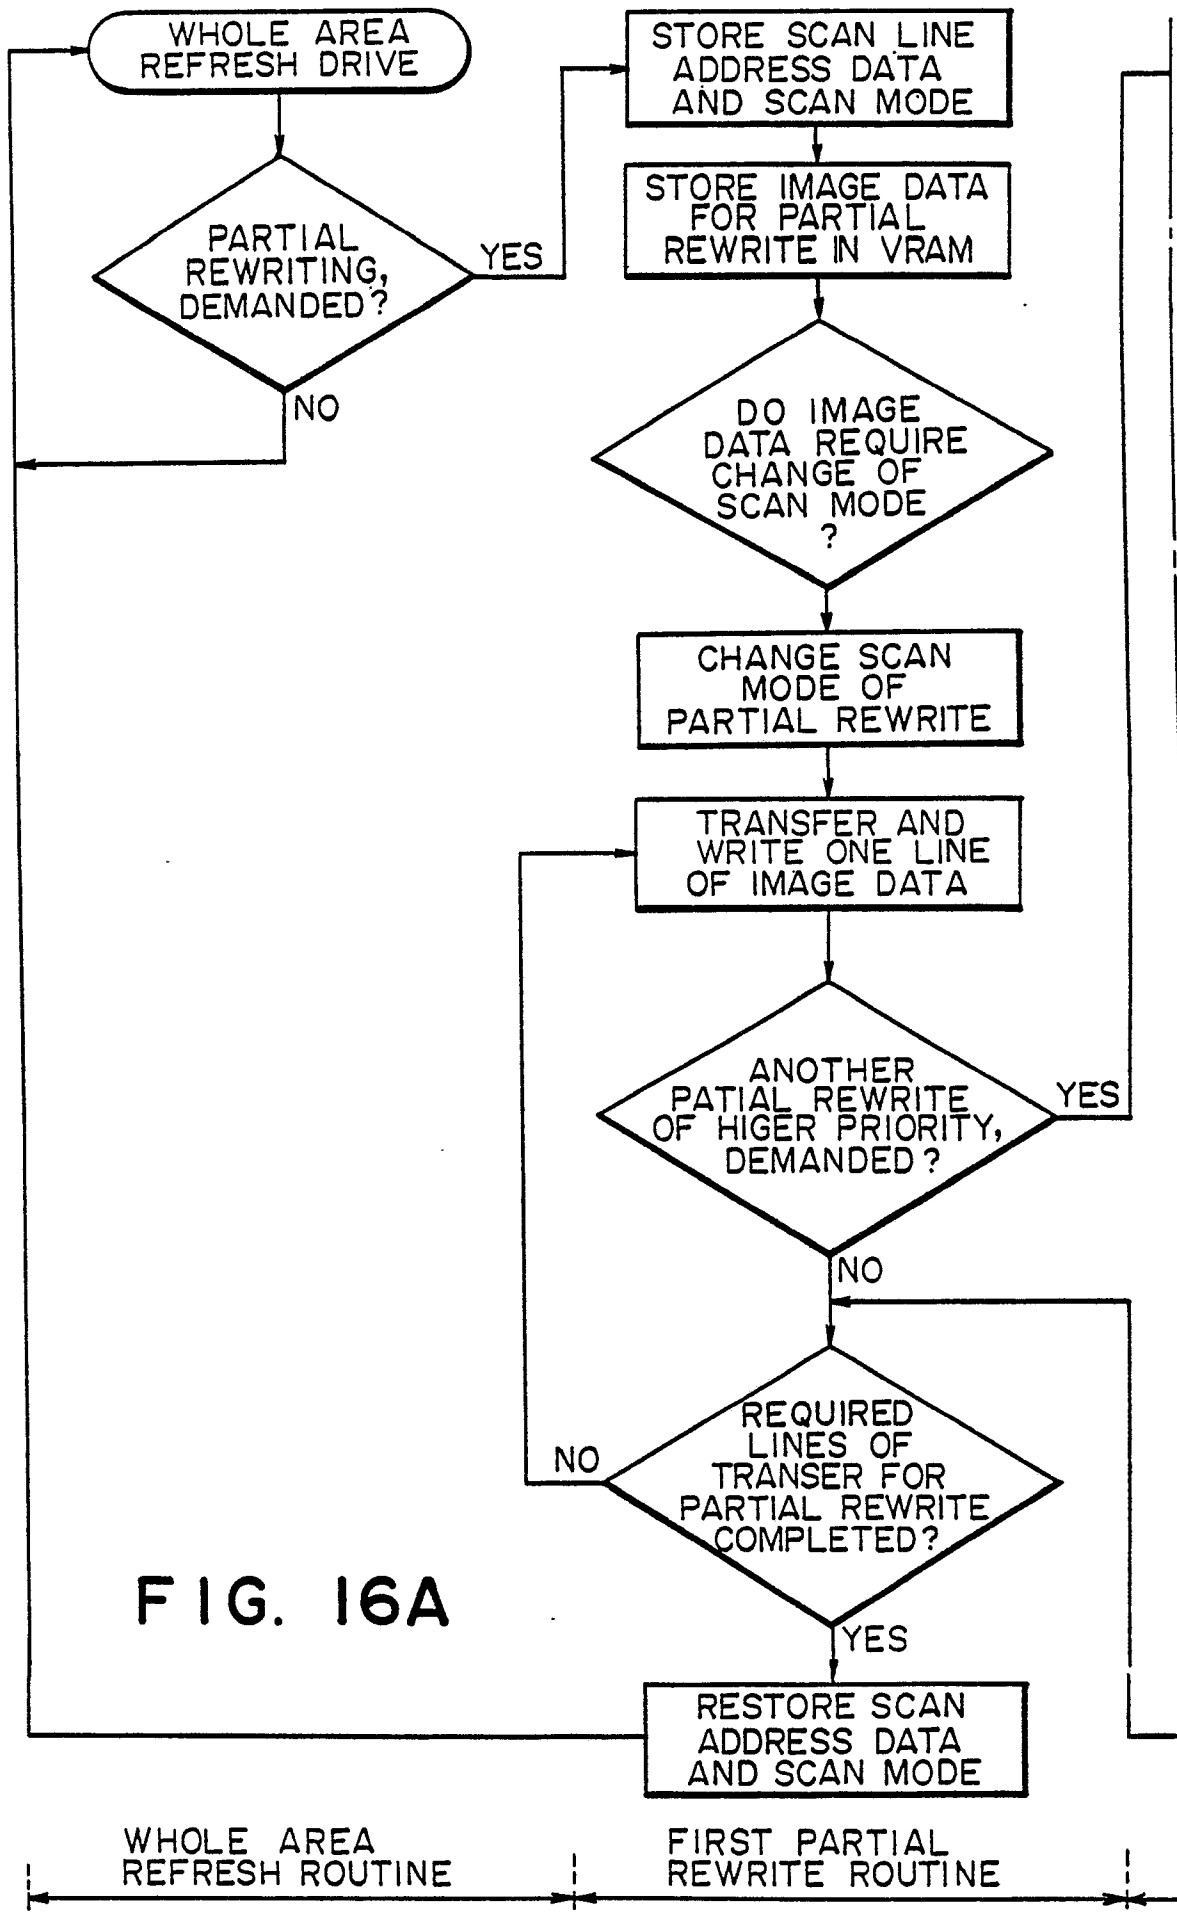 WHOLE AREA
REFRESH DRIVE
PARTIAL
REWRITING,
DEMANDED?
YES
NO
STORE SCAN LINE
ADDRESS DATA
AND SCAN MODE
STORE IMAGE DATA
FOR PARTIAL
REWRITE IN VRAM
DO IMAGE
DATA REQUIRE
CHANGE OF
SCAN MODE
?
CHANGE SCAN
MODE OF
PARTIAL REWRITE
TRANSFER AND
WRITE ONE LINE
OF IMAGE DATA
ANOTHER
PATIAL REWRITE
OF HIGER PRIORITY,
DEMANDED?
YES
NO
REQUIRED
LINES OF
TRANSER FOR
PARTIAL REWRITE
COMPLETED?
NO
YES
RESTORE SCAN
ADDRESS DATA
AND SCAN MODE
FIG. 16A
WHOLE AREA
REFRESH ROUTINE
FIRST PARTIAL
REWRITE ROUTINE